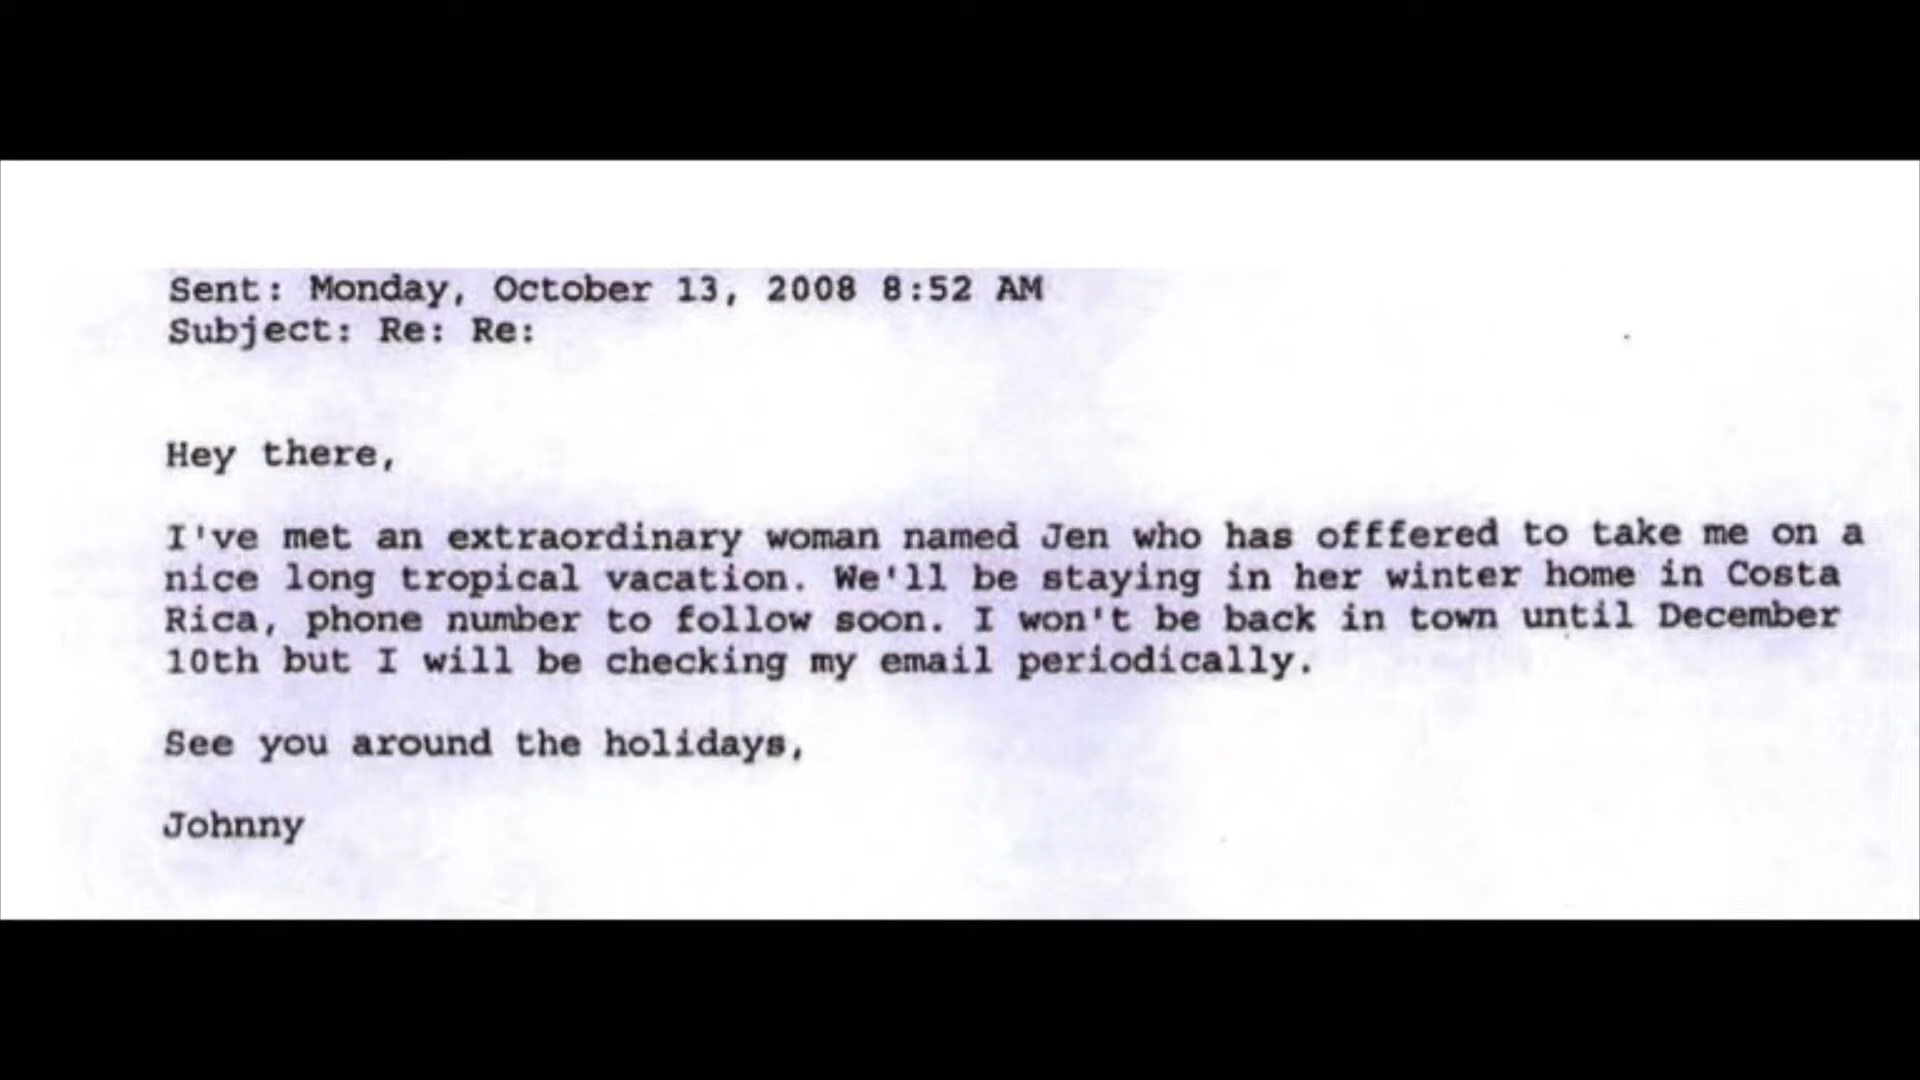 Sent: Monday, October 13, 2008 8:52 AM
Subject: Re: Re:
Hey there,
I've met an extraordinary woman named Jen who has offfered to take me on a
nice long tropical vacation. We'll be staying in her winter home in Costa
Rica, phone number to follow soon. I won't be back in town until December
10th but I will be checking my email periodically.
See you around the holidays,
Johnny